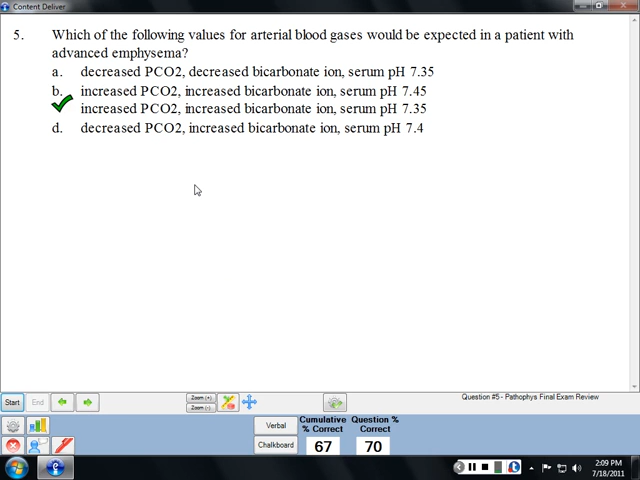 Content Deliver
5. Which of the following values for arterial blood gases would be expected in a patient with
advanced emphysema?
a. decreased PCO2, decreased bicarbonate ion, serum pH 7.35
b. increased PCO2, increased bicarbonate ion, serum pH 7.45
increased PCO2, increased bicarbonate ion, serum pH 7.35
d. decreased PCO2, increased bicarbonate ion, serum pH 7.4
Start End Zoom (+) Question #5 - Pathophys Final Exam Review
Zoom (-)
Verbal Cumulative % Correct Question % Correct
Chalkboard 67 70
2:09 PM
7/18/2011